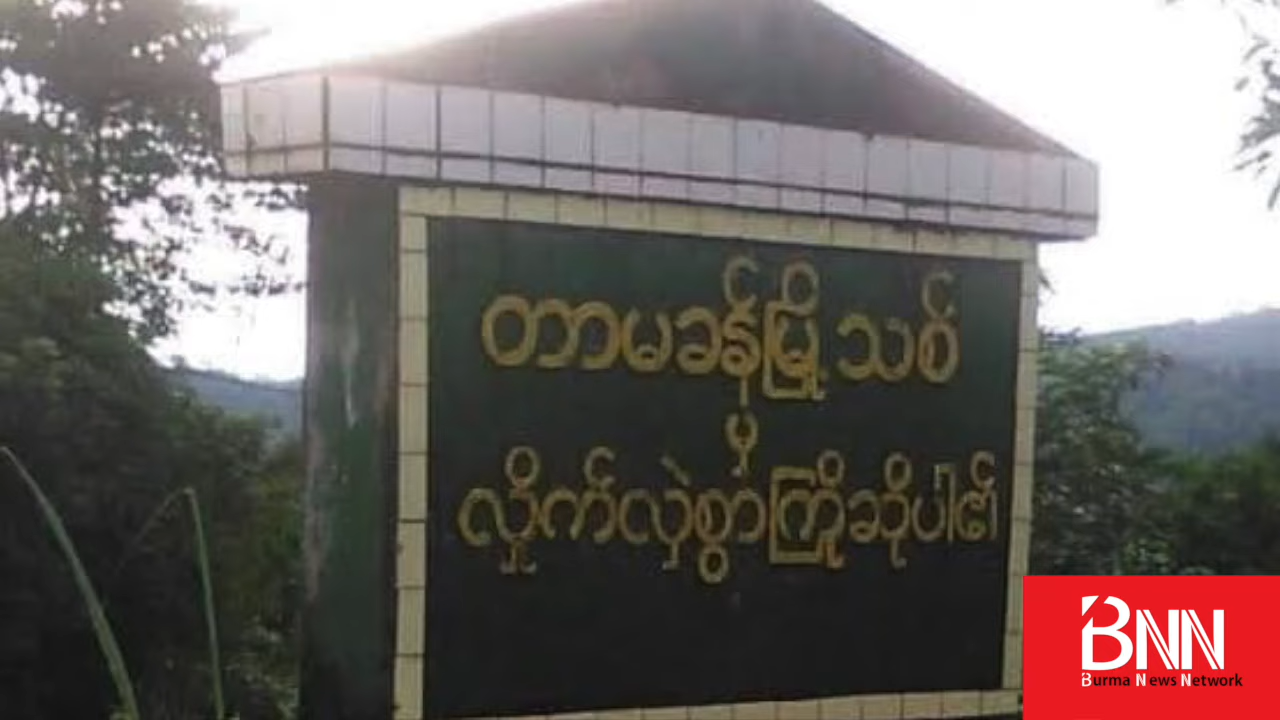 တာမခန်မြို့သစ်
မှ
လှိုက်လှဲစွာကြိုဆိုပါ၏
BNN
Burma News Network